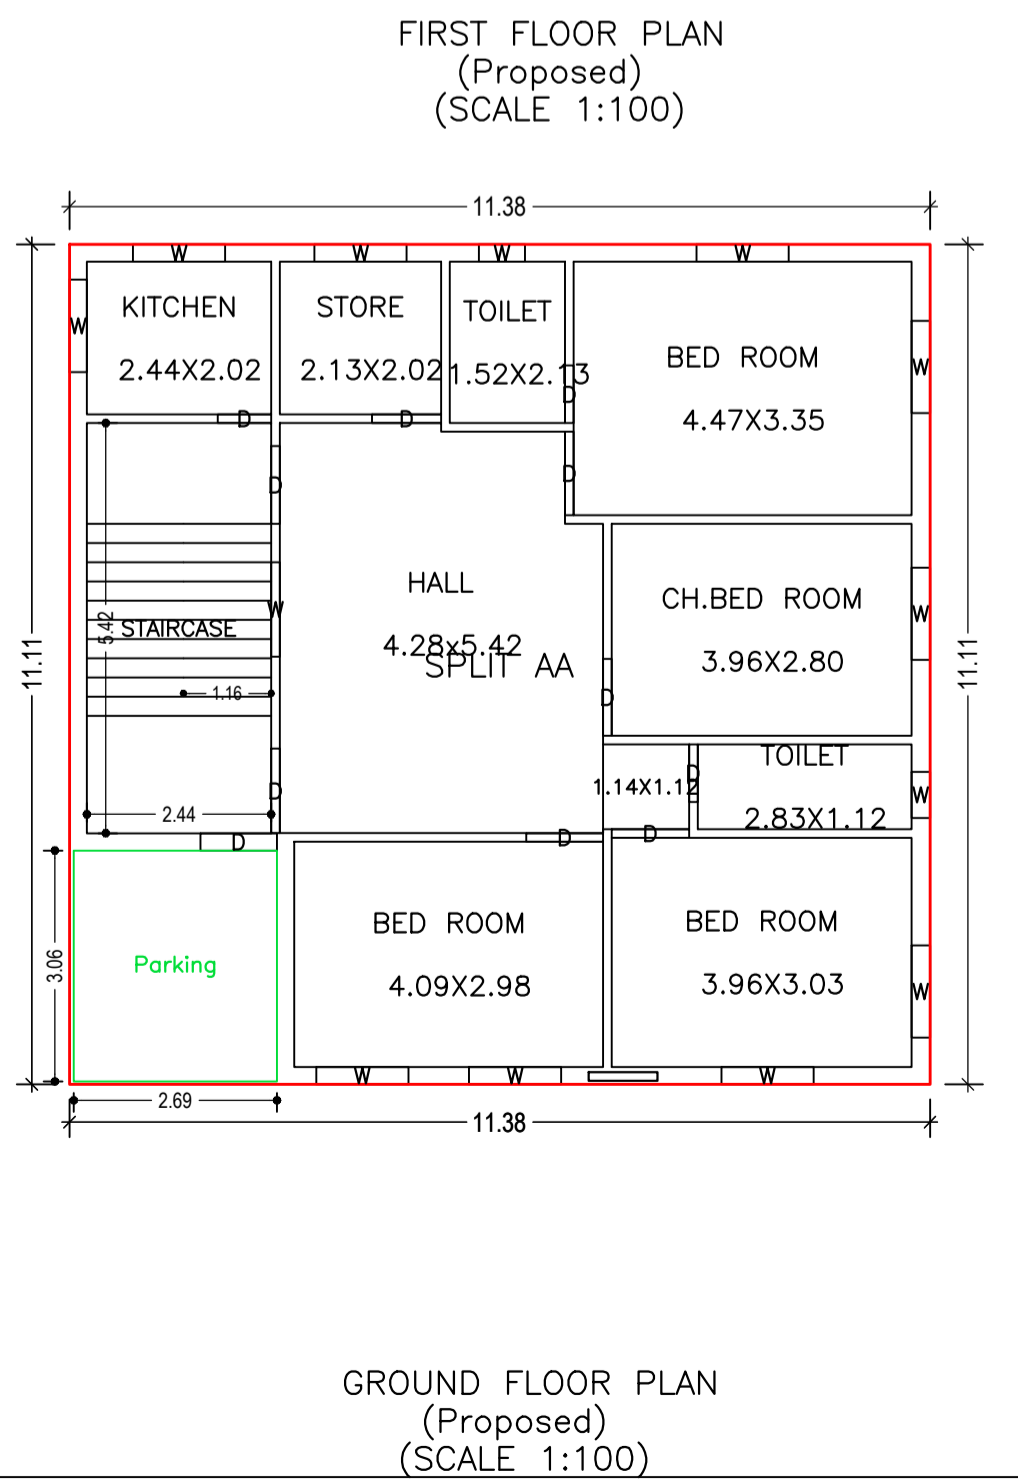 FIRST FLOOR PLAN
(Proposed)
(SCALE 1:100)
11.38
W W W W
KITCHEN STORE TOILET
2.44X2.02 2.13X2.02 1.52X2.13
W
BED ROOM
4.47X3.35
W
D D D
D D
11.11
5.42
STAIRCASE
1.16
2.44
W
HALL
4.28x5.42
SPLIT AA
CH.BED ROOM
3.96X2.80
W
11.11
D
D
1.14X1.12
D
TOILET
2.83X1.12
W
D D D
3.06
Parking
BED ROOM
4.09X2.98
BED ROOM
3.96X3.03
W
W W W
2.69
11.38
GROUND FLOOR PLAN
(Proposed)
(SCALE 1:100)